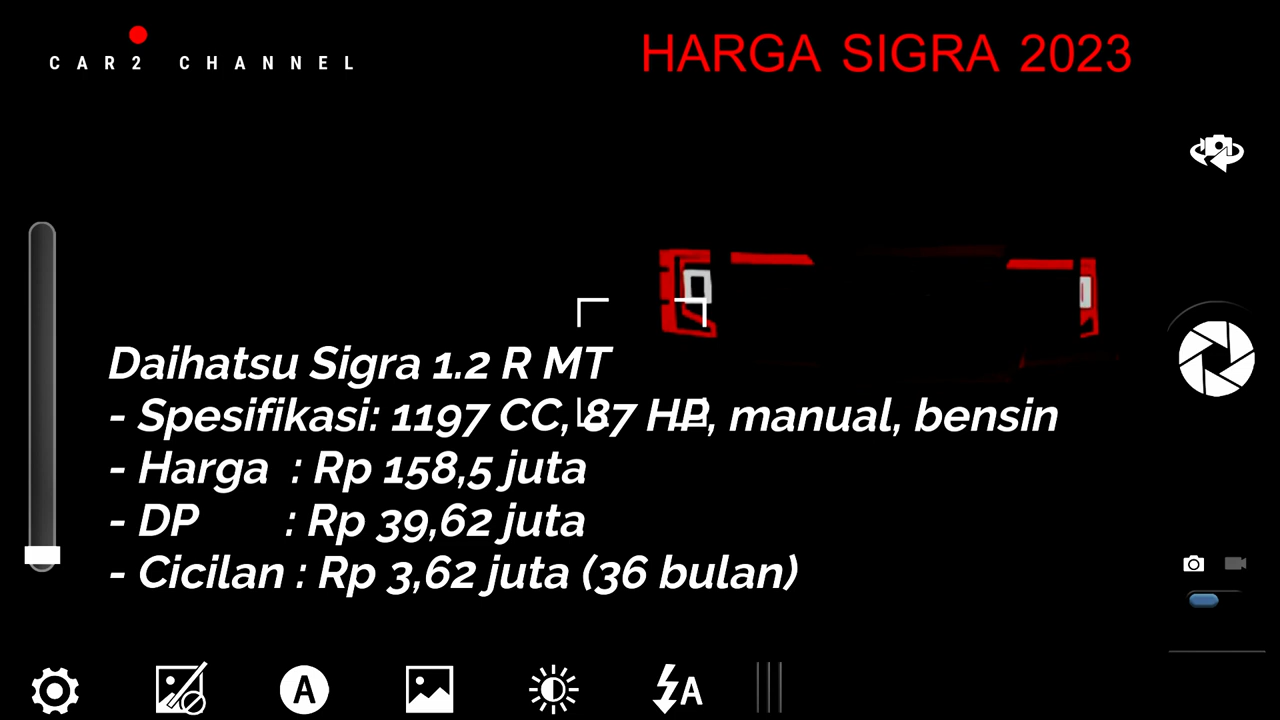 CAR2 CHANNEL
HARGA SIGRA 2023
Daihatsu Sigra 1.2 R MT
- Spesifikasi: 1197 CC, 87 HP, manual, bensin
- Harga : Rp 158,5 juta
- DP : Rp 39,62 juta
- Cicilan : Rp 3,62 juta (36 bulan)
A
A